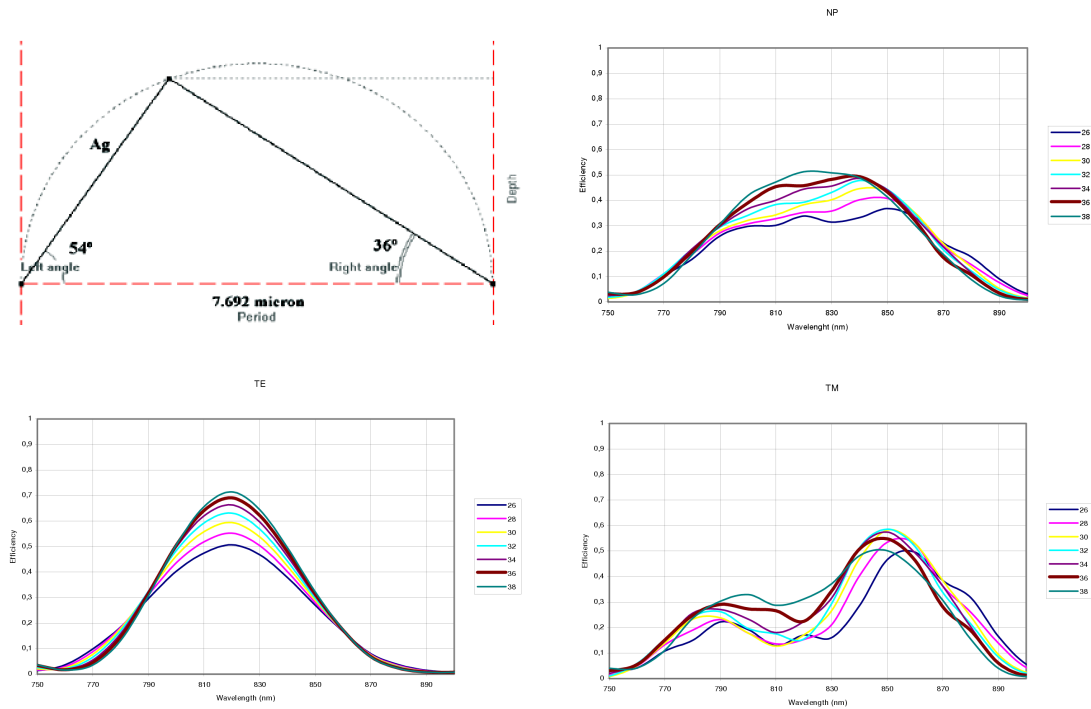 Ag
54º
Left angle
36º
Right angle
7.692 micron
Period
Depth
NP
Efficiency
1
0,9
0,8
0,7
0,6
0,5
0,4
0,3
0,2
0,1
0
750 770 790 810 830 850 870 890
Wavelenght (nm)
26
28
30
32
34
36
38
TE
Efficiency
1
0,9
0,8
0,7
0,6
0,5
0,4
0,3
0,2
0,1
0
750 770 790 810 830 850 870 890
Wavelength (nm)
26
28
30
32
34
36
38
TM
Efficiency
1
0,9
0,8
0,7
0,6
0,5
0,4
0,3
0,2
0,1
0
750 770 790 810 830 850 870 890
Wavelength (nm)
26
28
30
32
34
36
38